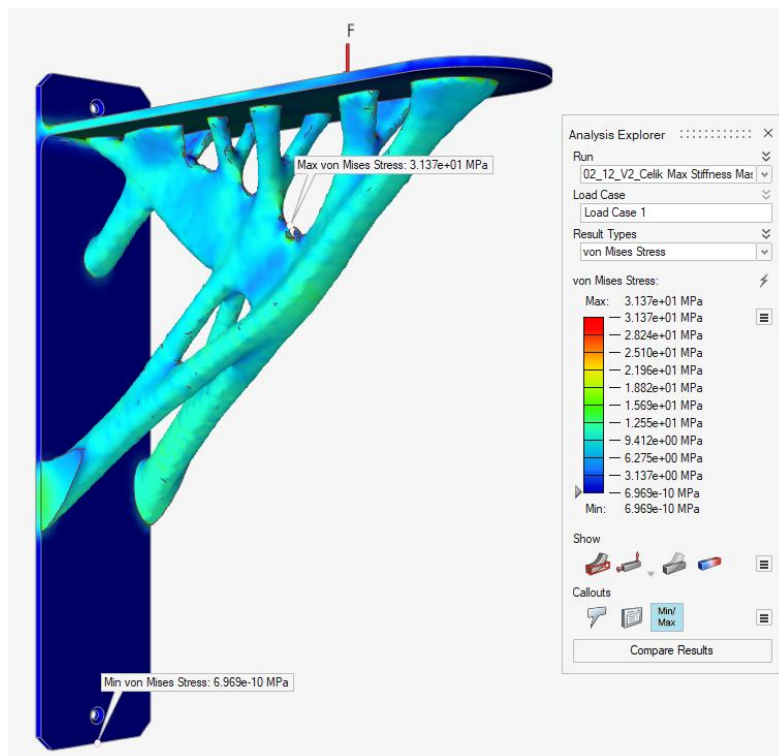 F
Max von Mises Stress: 3.137e+01 MPa
Min von Mises Stress: 6.969e-10 MPa
Analysis Explorer
Run
02_12_V2_Celik Max Stiffness Mas
Load Case
Load Case 1
Result Types
von Mises Stress
von Mises Stress:
Max: 3.137e+01 MPa
3.137e+01 MPa
2.824e+01 MPa
2.510e+01 MPa
2.196e+01 MPa
1.882e+01 MPa
1.569e+01 MPa
1.255e+01 MPa
9.412e+00 MPa
6.275e+00 MPa
3.137e+00 MPa
6.969e-10 MPa
Min: 6.969e-10 MPa
Show
Callouts
Min/
Max
Compare Results